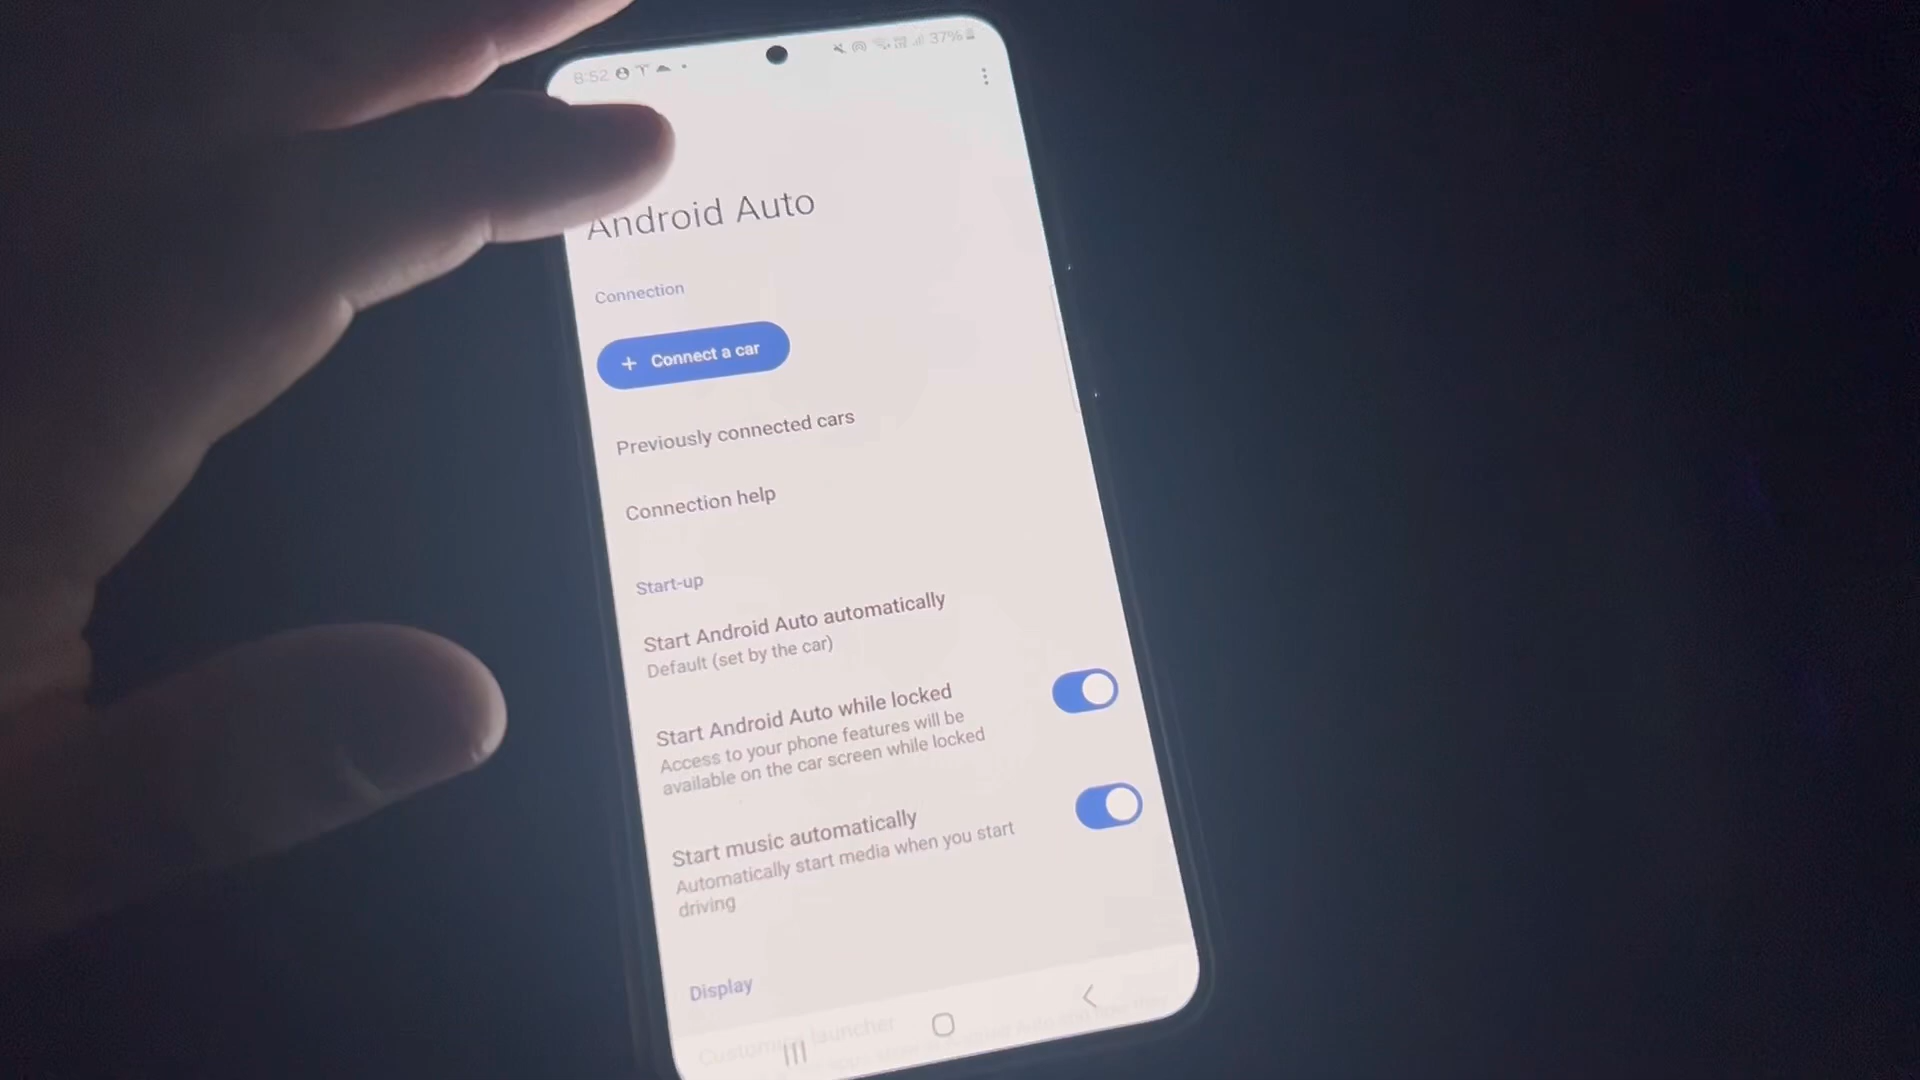 8:52
37%
Android Auto
Connection
+ Connect a car
Previously connected cars
Connection help
Start-up
Start Android Auto automatically
Default (set by the car)
Start Android Auto while locked
Access to your phone features will be
available on the car screen while locked
Start music automatically
Automatically start media when you start
driving
Display
launcher